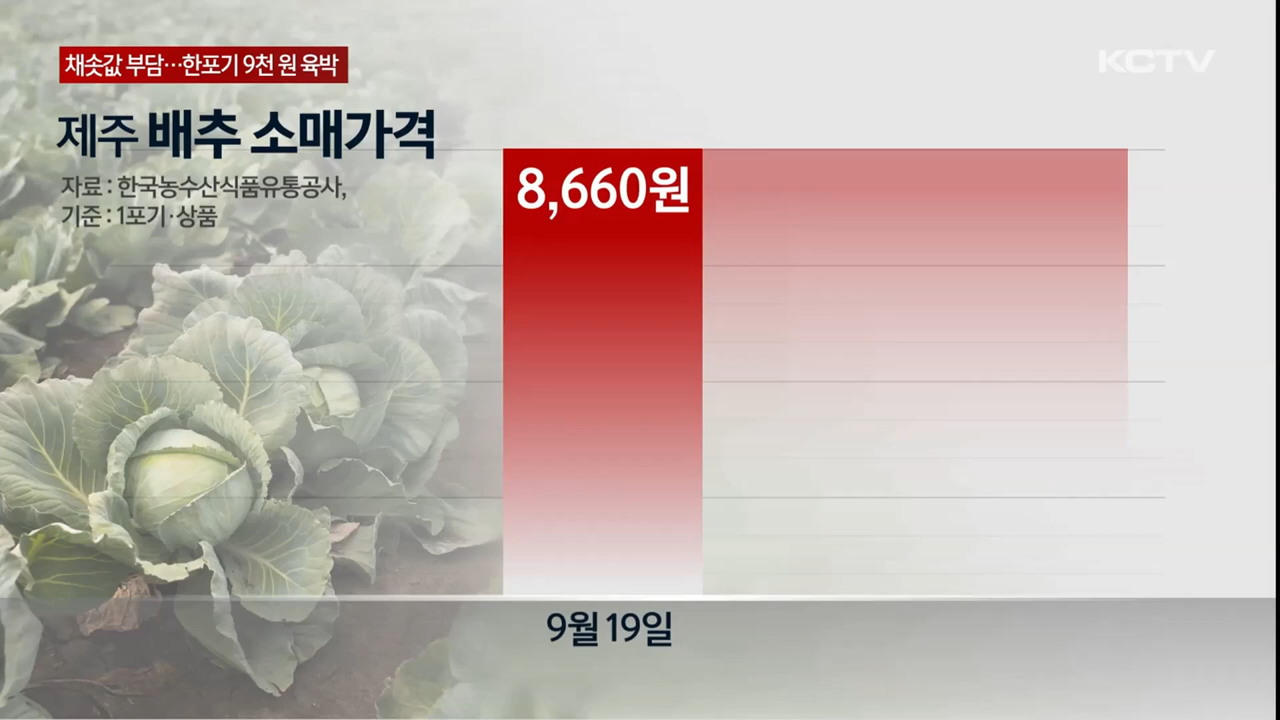 채솟값 부담…한포기 9천 원 육박
KCTV
제주 배추 소매가격
자료 : 한국농수산식품유통공사,
기준 : 1포기·상품
8,660원
9월 19일